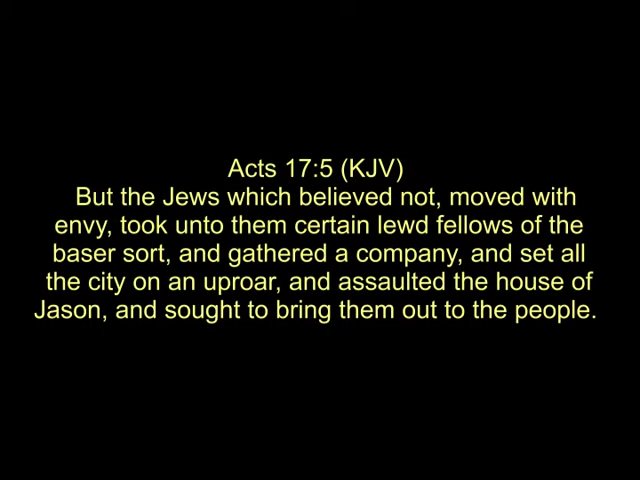 Acts 17:5 (KJV)
But the Jews which believed not, moved with
envy, took unto them certain lewd fellows of the
baser sort, and gathered a company, and set all
the city on an uproar, and assaulted the house of
Jason, and sought to bring them out to the people.